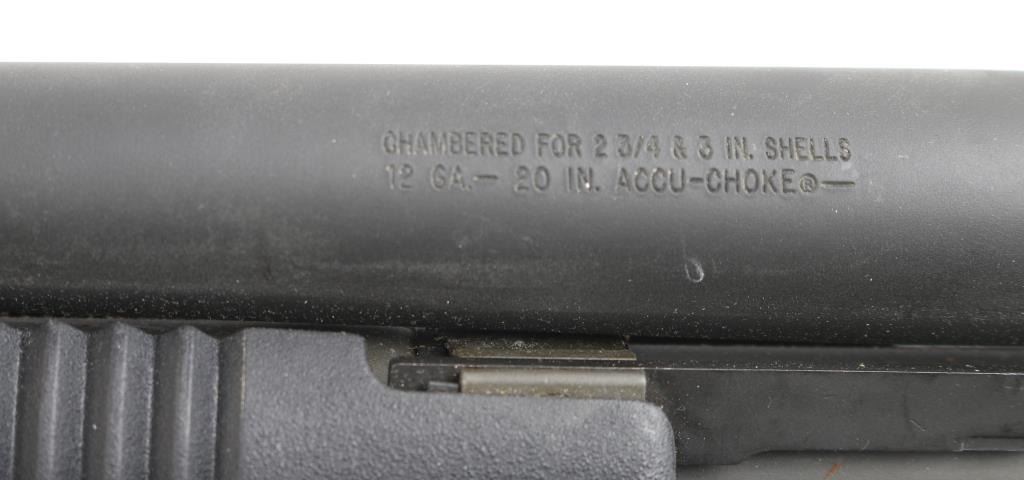 CHAMBERED FOR 2 3/4 & 3 IN. SHELLS
12 GA.— 20 IN. ACCU-CHOKE®—